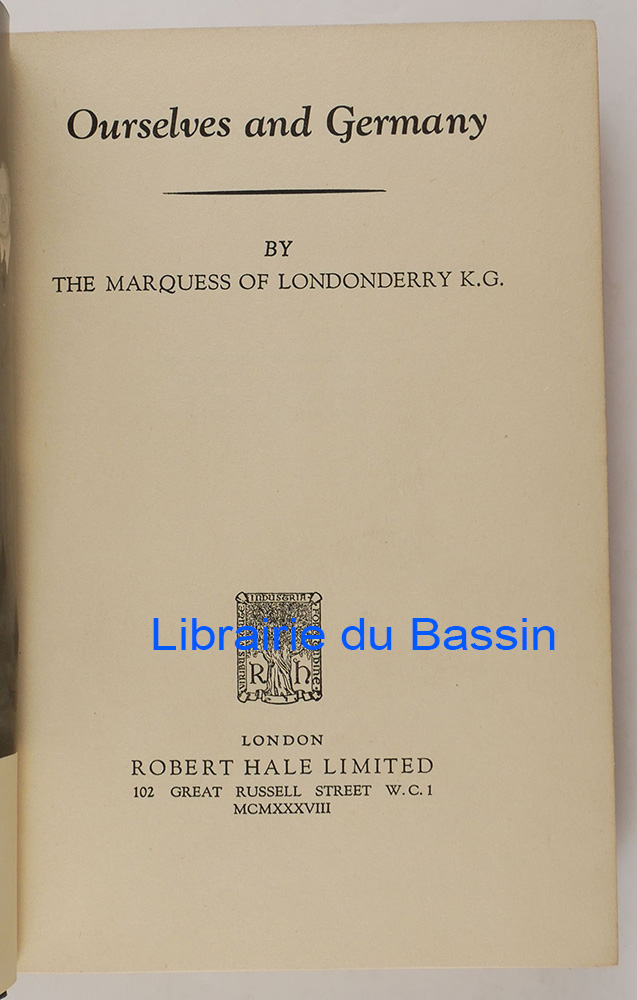 Ourselves and Germany
BY
THE MARQUESS OF LONDONDERRY K.G.
INDUSTRIA
R h
Librairie du Bassin
LONDON
ROBERT HALE LIMITED
102 GREAT RUSSELL STREET W.C.1
MCMXXXVIII